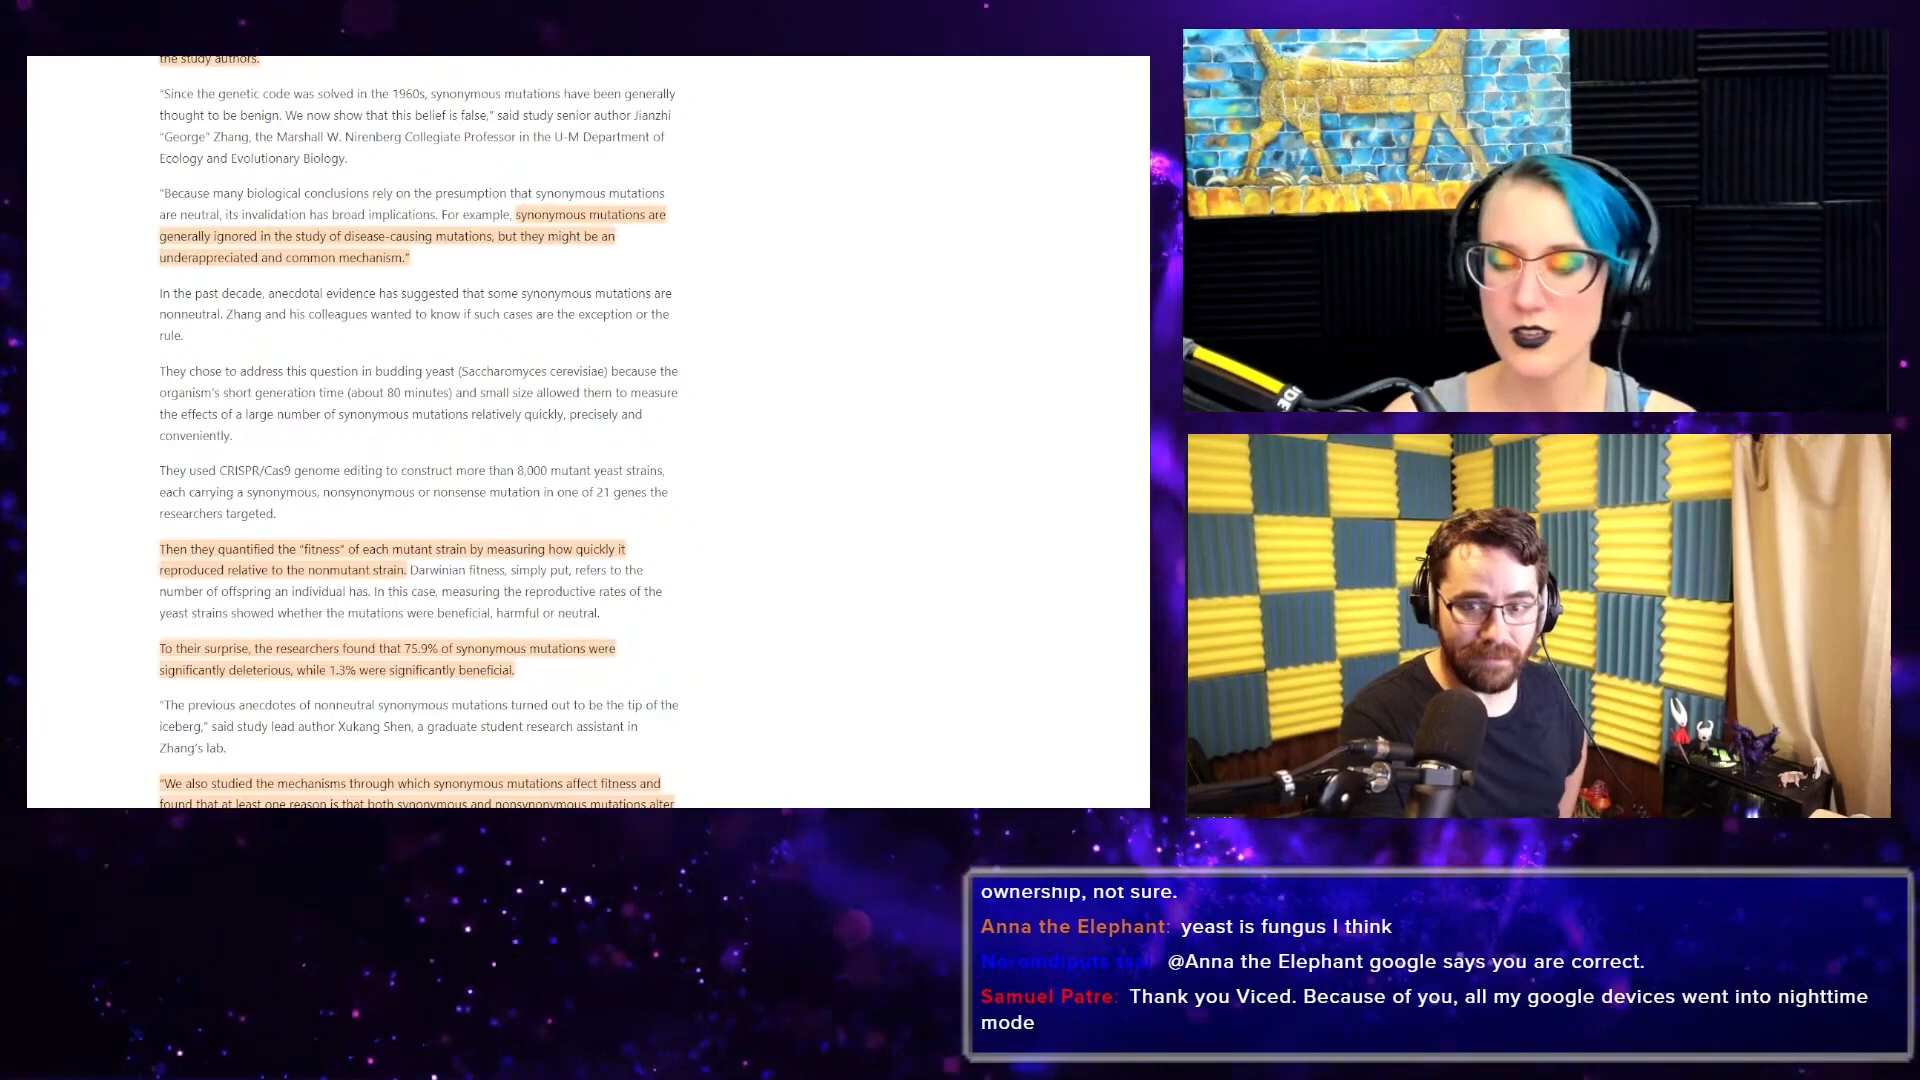 the study authors.
“Since the genetic code was solved in the 1960s, synonymous mutations have been generally
thought to be benign. We now show that this belief is false,” said study senior author Jianzhi
“George” Zhang, the Marshall W. Nirenberg Collegiate Professor in the U-M Department of
Ecology and Evolutionary Biology.
“Because many biological conclusions rely on the presumption that synonymous mutations
are neutral, its invalidation has broad implications. For example, synonymous mutations are
generally ignored in the study of disease-causing mutations, but they might be an
underappreciated and common mechanism.”
In the past decade, anecdotal evidence has suggested that some synonymous mutations are
nonneutral. Zhang and his colleagues wanted to know if such cases are the exception or the
rule.
They chose to address this question in budding yeast (Saccharomyces cerevisiae) because the
organism’s short generation time (about 80 minutes) and small size allowed them to measure
the effects of a large number of synonymous mutations relatively quickly, precisely and
conveniently.
They used CRISPR/Cas9 genome editing to construct more than 8,000 mutant yeast strains,
each carrying a synonymous, nonsynonymous or nonsense mutation in one of 21 genes the
researchers targeted.
Then they quantified the “fitness” of each mutant strain by measuring how quickly it
reproduced relative to the nonmutant strain. Darwinian fitness, simply put, refers to the
number of offspring an individual has. In this case, measuring the reproductive rates of the
yeast strains showed whether the mutations were beneficial, harmful or neutral.
To their surprise, the researchers found that 75.9% of synonymous mutations were
significantly deleterious, while 1.3% were significantly beneficial.
“The previous anecdotes of nonneutral synonymous mutations turned out to be the tip of the
iceberg,” said study lead author Xukang Shen, a graduate student research assistant in
Zhang’s lab.
“We also studied the mechanisms through which synonymous mutations affect fitness and
found that at least one reason is that both synonymous and nonsynonymous mutations alter
ownership, not sure.
Anna the Elephant: yeast is fungus I think
@Anna the Elephant google says you are correct.
Samuel Patre: Thank you Viced. Because of you, all my google devices went into nighttime
mode